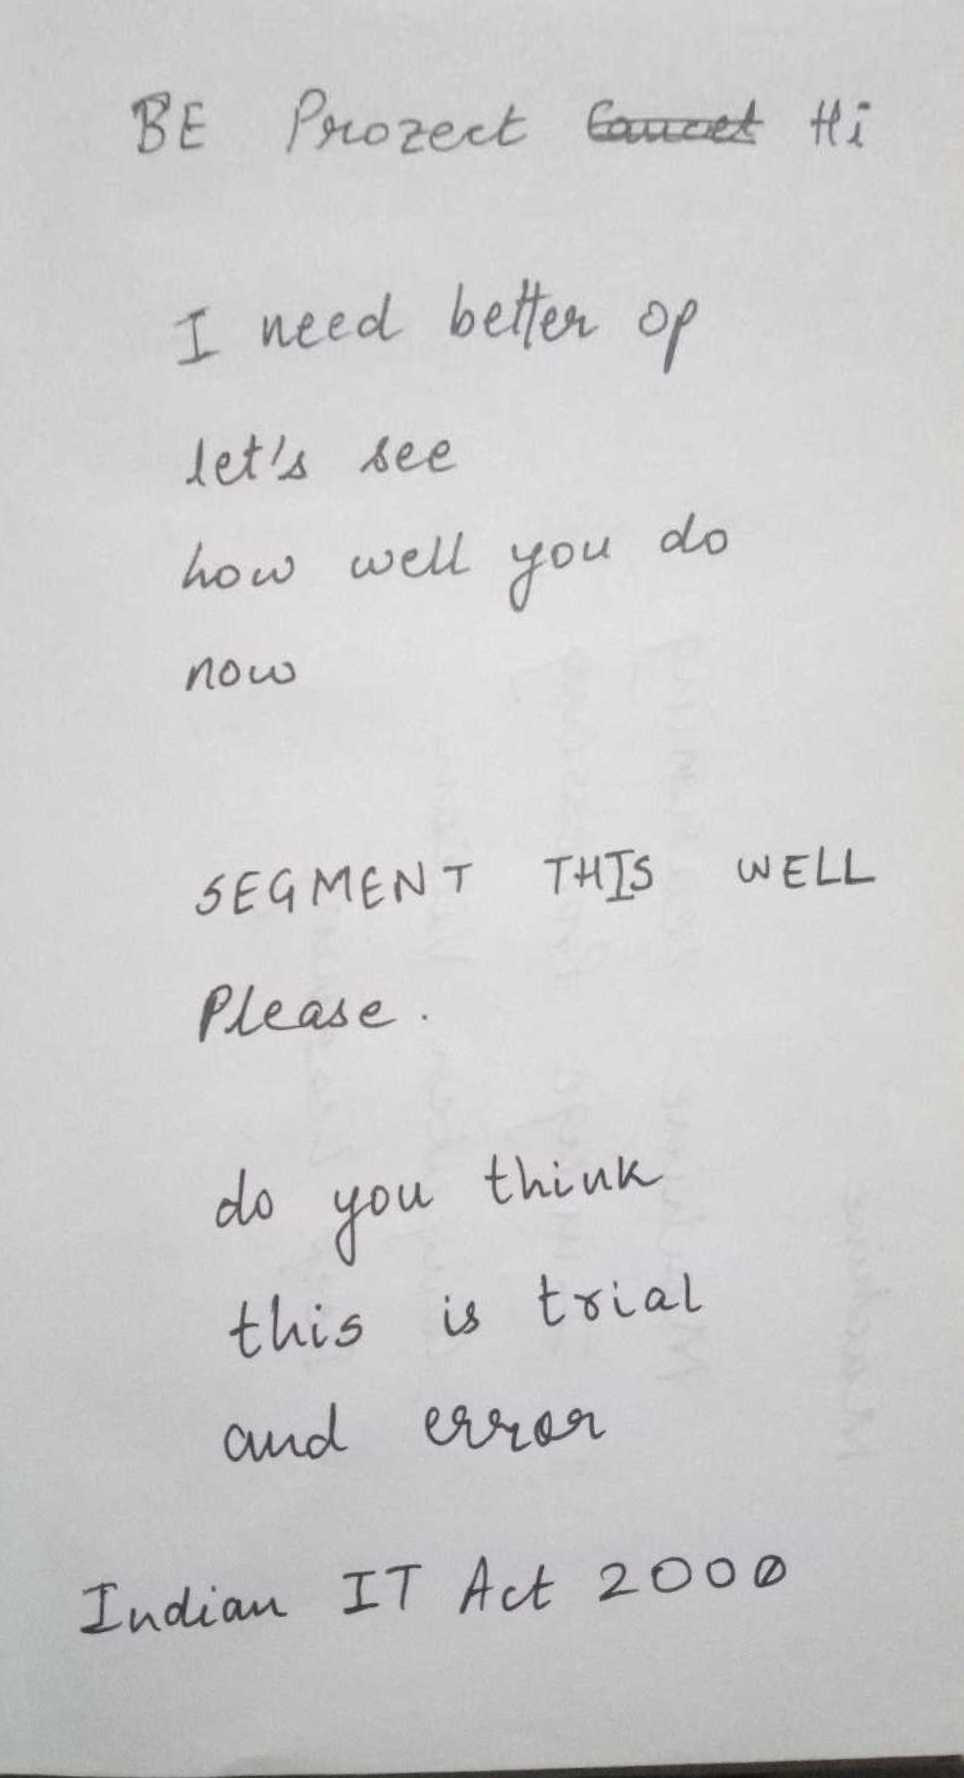 BE Prozect Hi
I need better op
let's see
how well you do
now
SEGMENT THIS WELL
Please.
do you think
this is trial
and error
Indian IT Act 2000